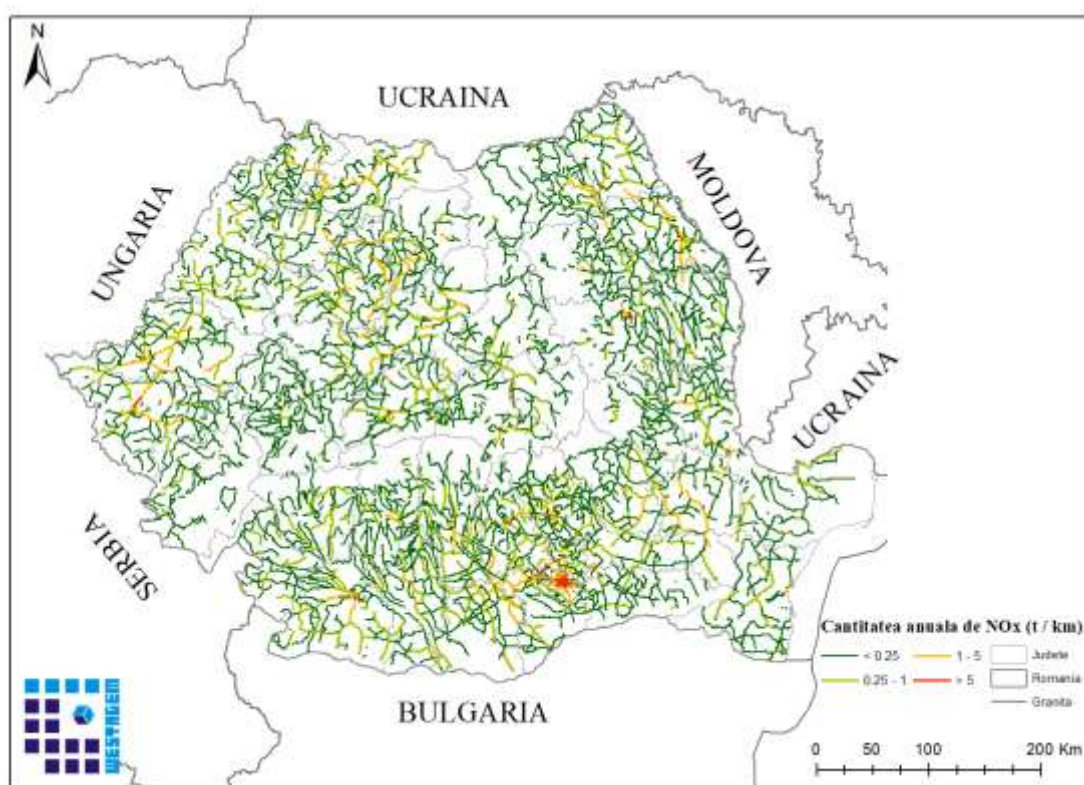 N
UCRAINA
UNGARIA
MOLDOVA
UCRAINA
SERBIA
BULGARIA
Cantitatea anuala de NOx (t / km)
< 0.25
1 - 5
Judete
0.25 - 1
> 5
Romania
Granita
0 50 100 200 Km
WESTAGEM